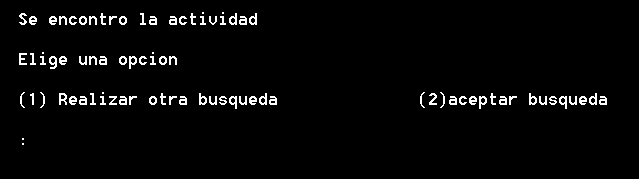 Se encontro la actividad
Elige una opcion
(1) Realizar otra busqueda (2)aceptar busqueda
: